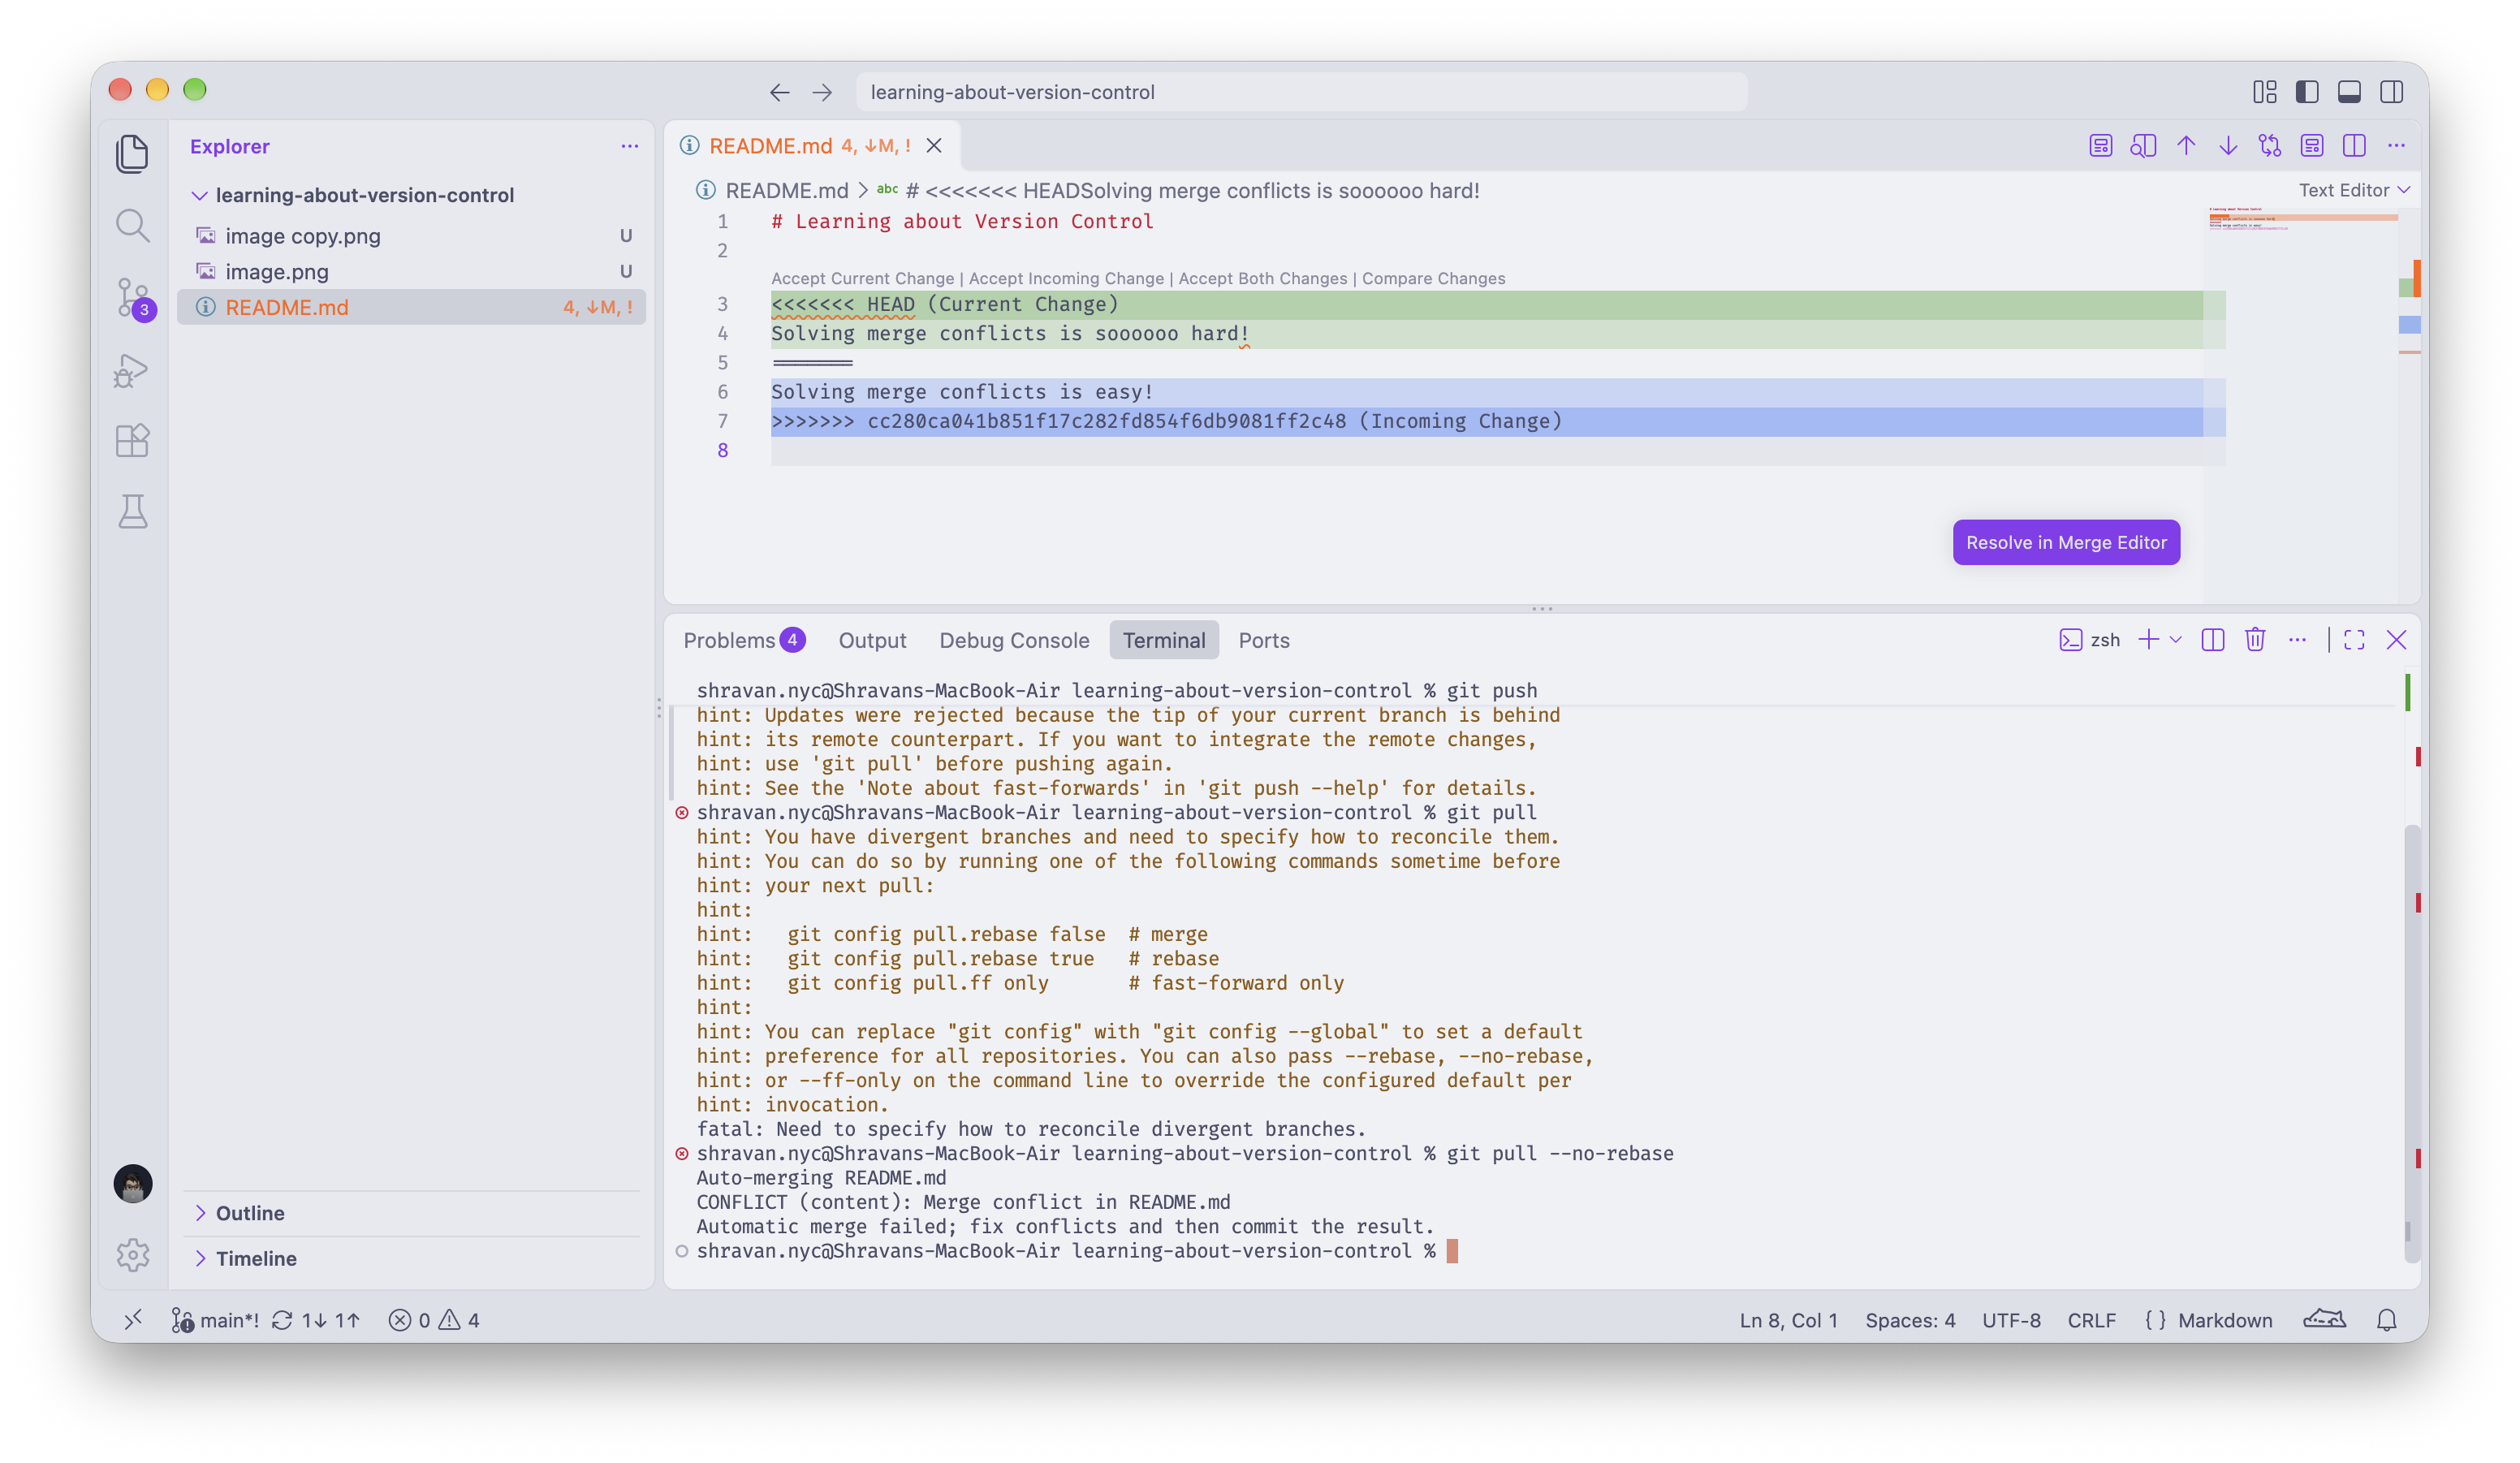 learning-about-version-control
Explorer
learning-about-version-control
image copy.png U
image.png U
README.md 4, ↓M, !
3
Outline
Timeline
README.md 4, ↓M, !
README.md > abc # <<<<<<< HEADSolving merge conflicts is soooooo hard!
Text Editor
1 # Learning about Version Control
2
Accept Current Change | Accept Incoming Change | Accept Both Changes | Compare Changes
3 <<<<<<< HEAD (Current Change)
4 Solving merge conflicts is soooooo hard!
5 =======
6 Solving merge conflicts is easy!
7 >>>>>>> cc280ca041b851f17c282fd854f6db9081ff2c48 (Incoming Change)
8
Resolve in Merge Editor
Problems 4 Output Debug Console Terminal Ports
zsh
shravan.nyc@Shravans-MacBook-Air learning-about-version-control % git push
hint: Updates were rejected because the tip of your current branch is behind
hint: its remote counterpart. If you want to integrate the remote changes,
hint: use 'git pull' before pushing again.
hint: See the 'Note about fast-forwards' in 'git push --help' for details.
shravan.nyc@Shravans-MacBook-Air learning-about-version-control % git pull
hint: You have divergent branches and need to specify how to reconcile them.
hint: You can do so by running one of the following commands sometime before
hint: your next pull:
hint:
hint:   git config pull.rebase false  # merge
hint:   git config pull.rebase true   # rebase
hint:   git config pull.ff only       # fast-forward only
hint:
hint: You can replace "git config" with "git config --global" to set a default
hint: preference for all repositories. You can also pass --rebase, --no-rebase,
hint: or --ff-only on the command line to override the configured default per
hint: invocation.
fatal: Need to specify how to reconcile divergent branches.
shravan.nyc@Shravans-MacBook-Air learning-about-version-control % git pull --no-rebase
Auto-merging README.md
CONFLICT (content): Merge conflict in README.md
Automatic merge failed; fix conflicts and then commit the result.
shravan.nyc@Shravans-MacBook-Air learning-about-version-control %
main*! 1↓ 1↑ 0 4
Ln 8, Col 1 Spaces: 4 UTF-8 CRLF { } Markdown